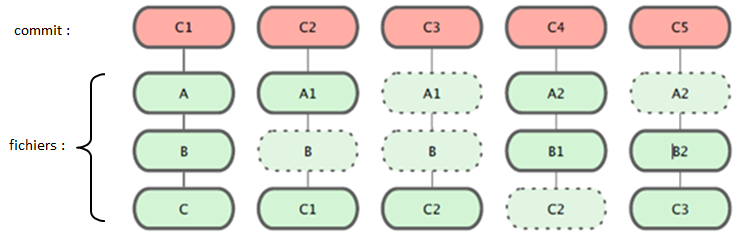 commit : C1 C2 C3 C4 C5
A A1 A1 A2 A2
fichiers : B B B B1 B2
C C1 C2 C2 C3